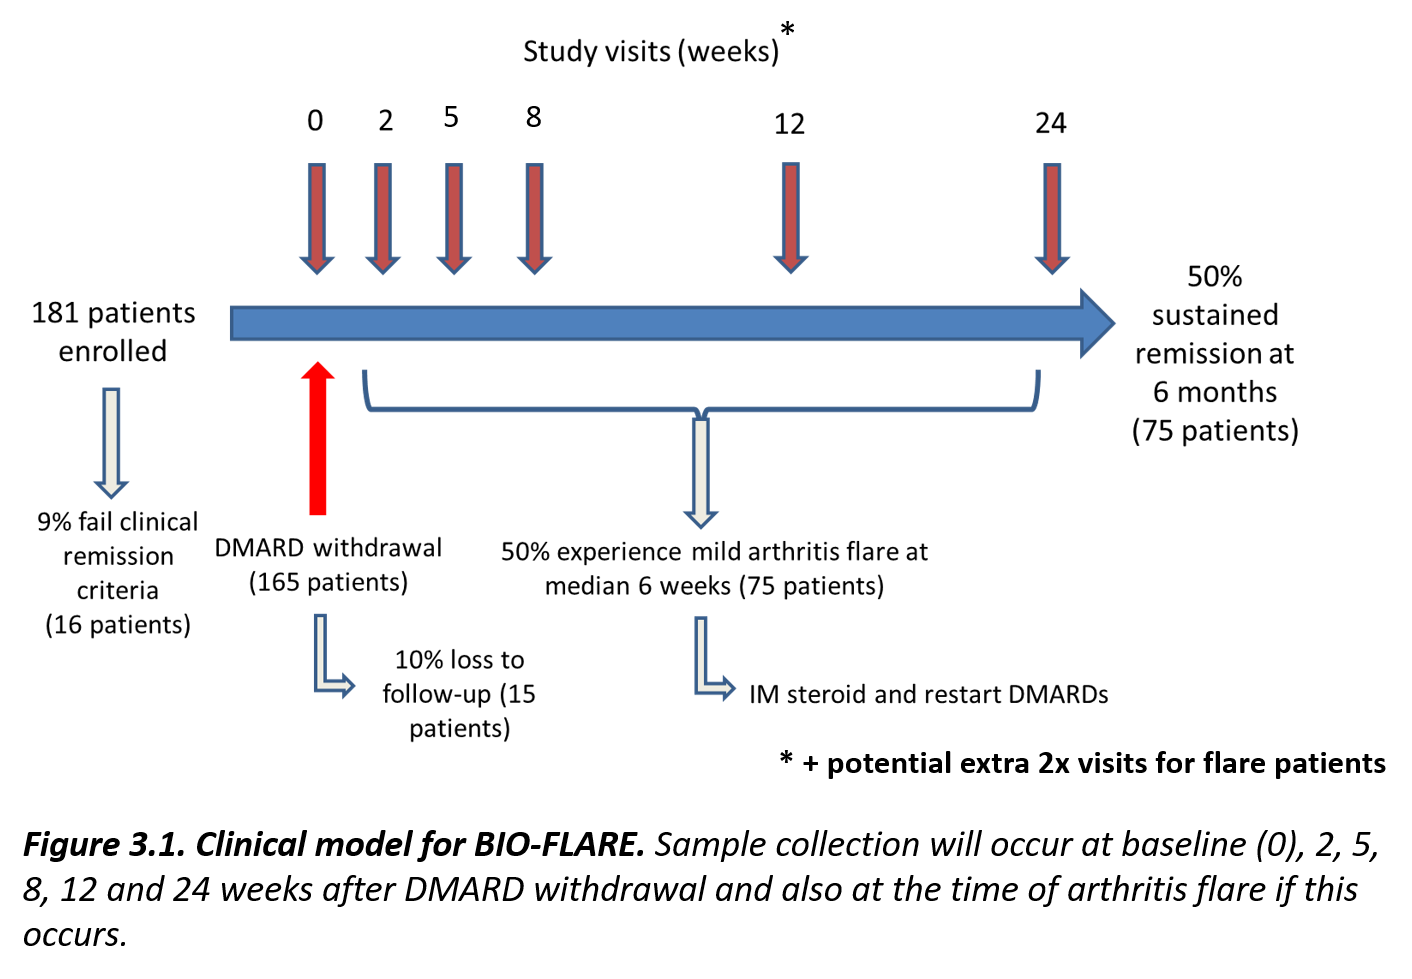 Study visits (weeks)*
0 2 5 8 12 24
181 patients
enrolled
50%
sustained
remission at
6 months
(75 patients)
9% fail clinical
remission
criteria
(16 patients)
DMARD withdrawal
(165 patients)
50% experience mild arthritis flare at
median 6 weeks (75 patients)
10% loss to
follow-up (15
patients)
IM steroid and restart DMARDs
* + potential extra 2x visits for flare patients
Figure 3.1. Clinical model for BIO-FLARE. Sample collection will occur at baseline (0), 2, 5,
8, 12 and 24 weeks after DMARD withdrawal and also at the time of arthritis flare if this
occurs.